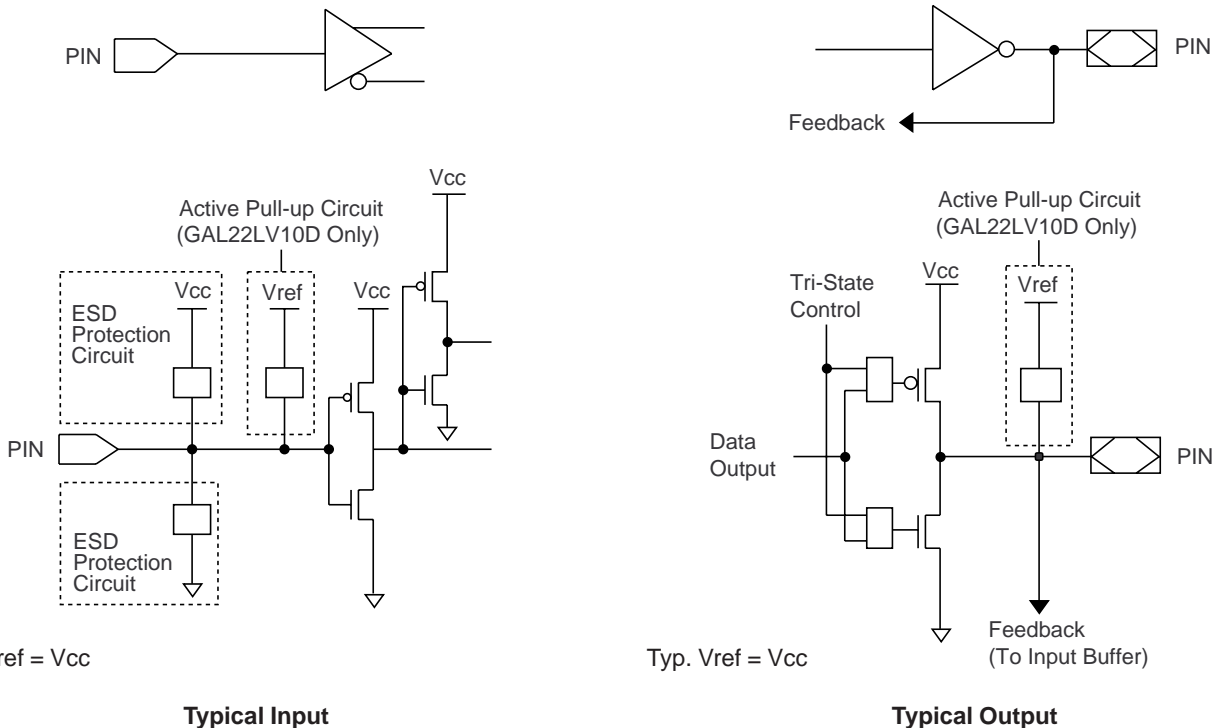 PIN
PIN
Feedback
Vcc
Active Pull-up Circuit
(GAL22LV10D Only)
Vcc
Vref
Vcc
ESD
Protection
Circuit
PIN
ESD
Protection
Circuit
ref = Vcc
Typical Input
Active Pull-up Circuit
(GAL22LV10D Only)
Tri-State
Control
Vcc
Vref
Data
Output
PIN
Feedback
(To Input Buffer)
Typ. Vref = Vcc
Typical Output